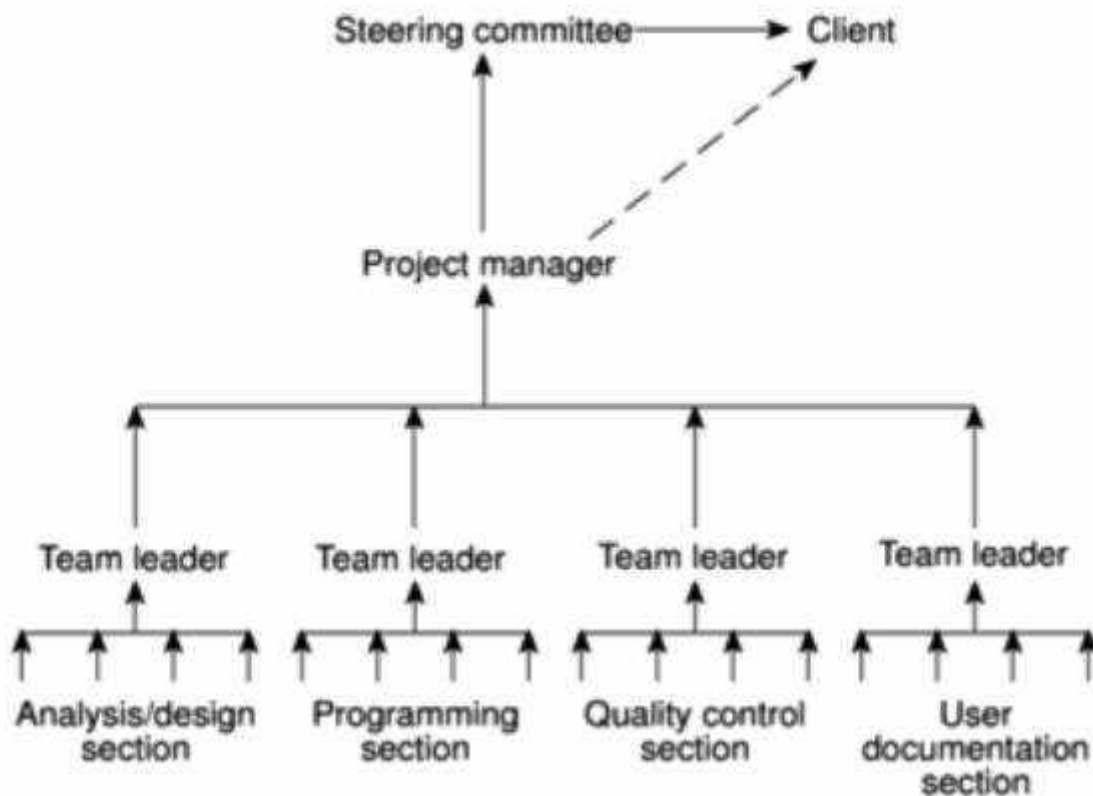 Steering committee
Client
Project manager
Team leader
Team leader
Team leader
Team leader
Analysis/design
section
Programming
section
Quality control
section
User
documentation
section